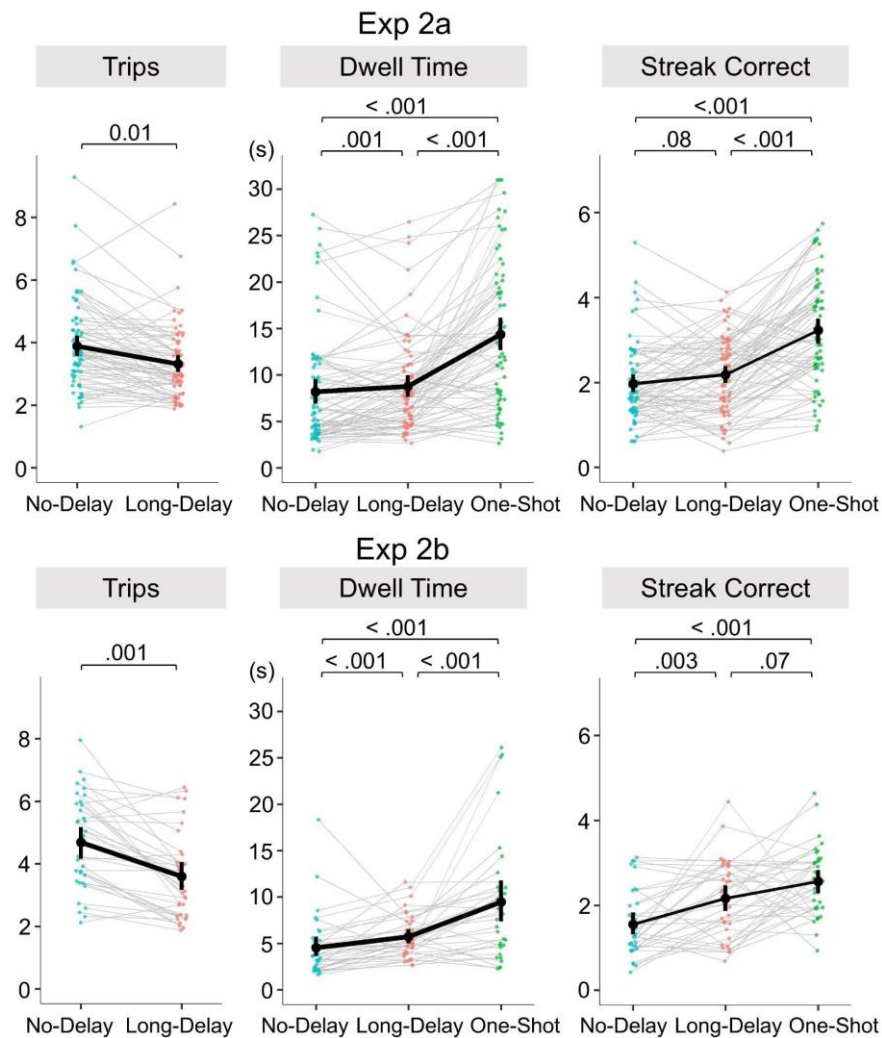 Exp 2a
Trips
Dwell Time
Streak Correct
< .001
<.001
0.01
.001
< .001
.08
< .001
(s)
8
6
4
2
0
30
25
20
15
10
5
0
6
4
2
0
No-Delay Long-Delay
No-Delay Long-Delay One-Shot
No-Delay Long-Delay One-Shot
Exp 2b
Trips
Dwell Time
Streak Correct
< .001
< .001
.001
< .001
< .001
.003
.07
(s)
8
6
4
2
0
30
25
20
15
10
5
0
6
4
2
0
No-Delay Long-Delay
No-Delay Long-Delay One-Shot
No-Delay Long-Delay One-Shot